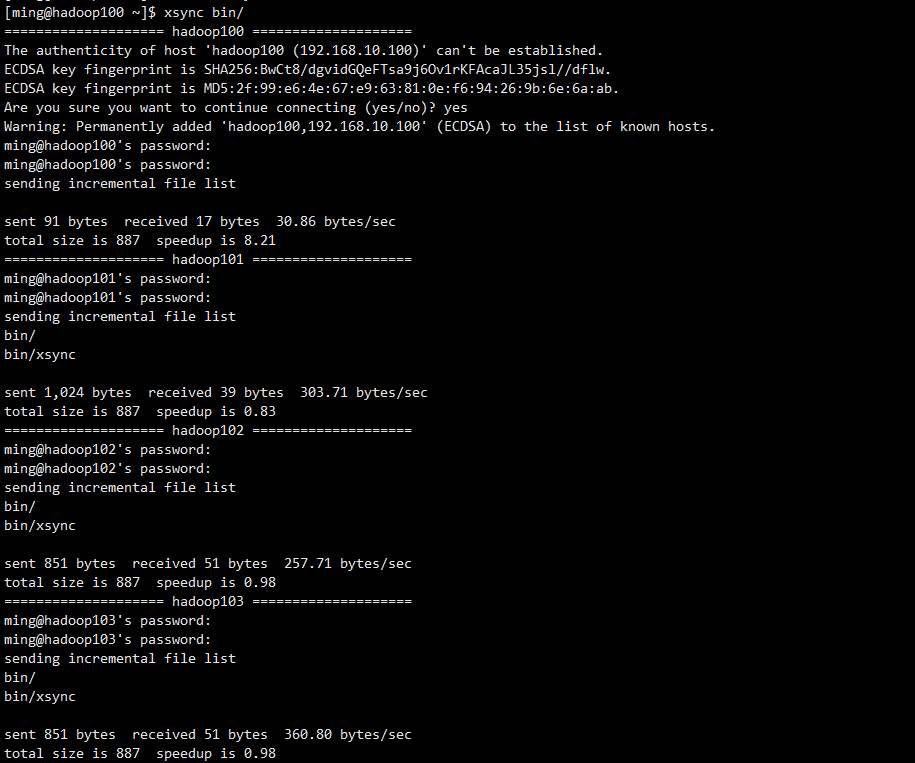 [ming@hadoop100 ~]$ xsync bin/
==================== hadoop100 ====================
The authenticity of host 'hadoop100 (192.168.10.100)' can't be established.
ECDSA key fingerprint is SHA256:BwCt8/dgvidGQeFTsa9j6Ov1rKFAcaJL35jsl//dflw.
ECDSA key fingerprint is MD5:2f:99:e6:4e:67:e9:63:81:0e:f6:94:26:9b:6e:6a:ab.
Are you sure you want to continue connecting (yes/no)? yes
Warning: Permanently added 'hadoop100,192.168.10.100' (ECDSA) to the list of known hosts.
ming@hadoop100's password:
ming@hadoop100's password:
sending incremental file list
sent 91 bytes  received 17 bytes  30.86 bytes/sec
total size is 887  speedup is 8.21
==================== hadoop101 ====================
ming@hadoop101's password:
ming@hadoop101's password:
sending incremental file list
bin/
bin/xsync
sent 1,024 bytes  received 39 bytes  303.71 bytes/sec
total size is 887  speedup is 0.83
==================== hadoop102 ====================
ming@hadoop102's password:
ming@hadoop102's password:
sending incremental file list
bin/
bin/xsync
sent 851 bytes  received 51 bytes  257.71 bytes/sec
total size is 887  speedup is 0.98
==================== hadoop103 ====================
ming@hadoop103's password:
ming@hadoop103's password:
sending incremental file list
bin/
bin/xsync
sent 851 bytes  received 51 bytes  360.80 bytes/sec
total size is 887  speedup is 0.98